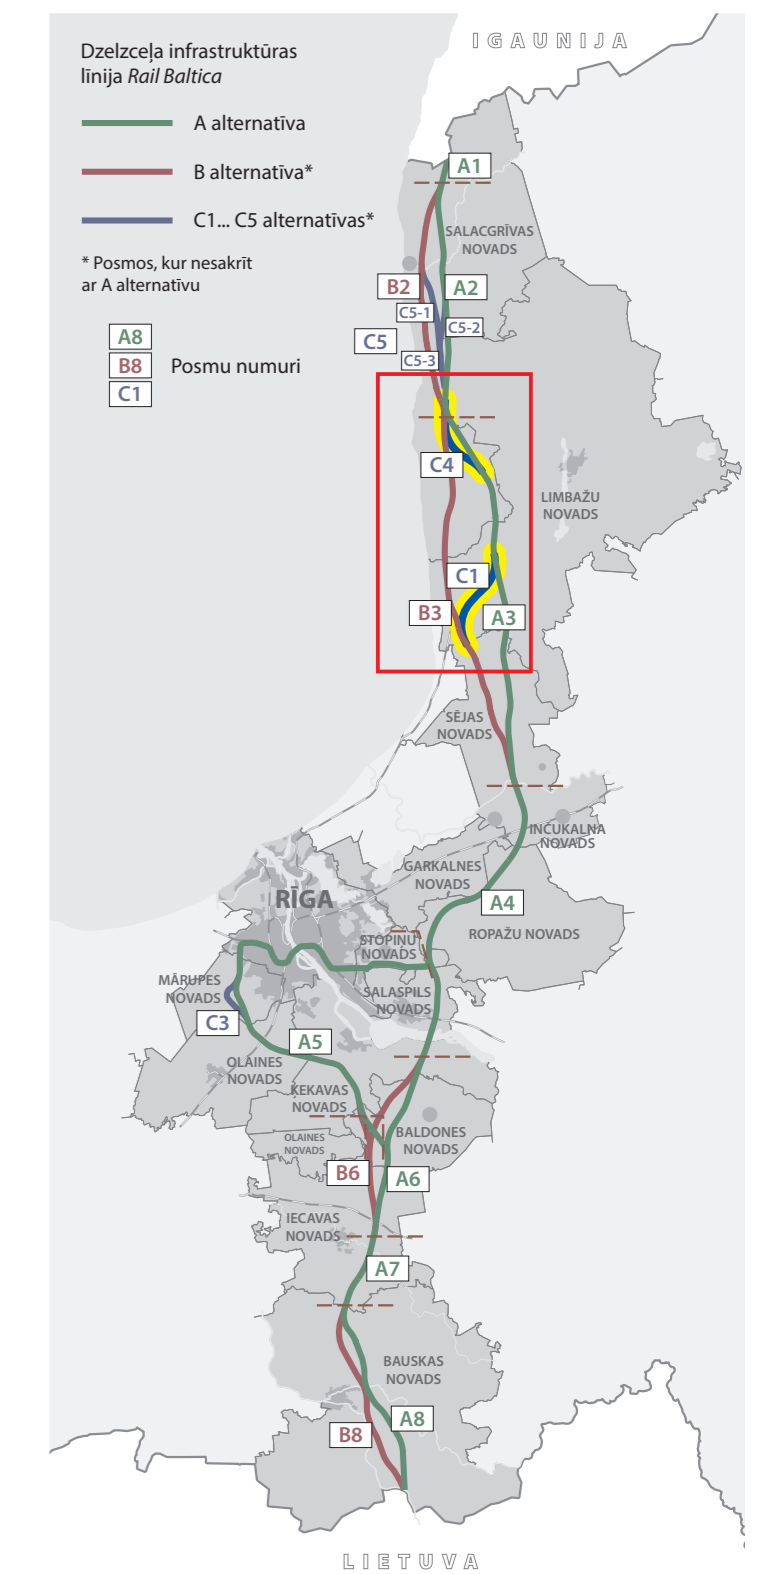 IGAUNIJA
Dzelzceļa infrastruktūras
līnija Rail Baltica
A alternatīva
B alternatīva*
C1... C5 alternatīvas*
* Posmos, kur nesakrīt
ar A alternatīvu
A8
B8
C1
Posmu numuri
A1
SALACGRĪVAS
NOVADS
B2
A2
C5-1
C5-2
C5
C5-3
C4
LIMBAŽU
NOVADS
C1
B3
A3
SĒJAS
NOVADS
INČUKALNA
NOVADS
GARKALNES
NOVADS
RĪGA
A4
STOPIŅU
NOVADS
ROPAŽU NOVADS
MĀRUPES
NOVADS
SALASPILS
NOVADS
C3
A5
OLAINES
NOVADS
ĶEKAVAS
NOVADS
OLAINES
NOVADS
BALDONES
NOVADS
B6
A6
IECAVAS
NOVADS
A7
BAUSKAS
NOVADS
A8
B8
LIETUVA